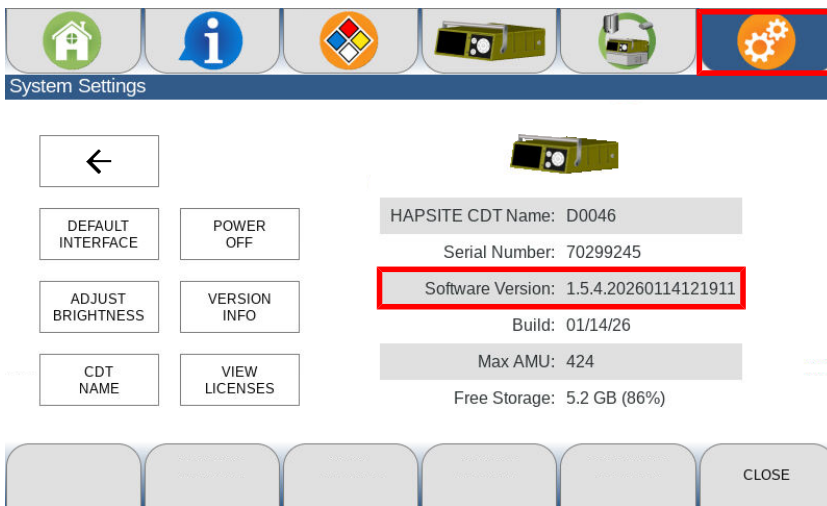 System Settings
DEFAULT
INTERFACE
POWER
OFF
ADJUST
BRIGHTNESS
VERSION
INFO
CDT
NAME
VIEW
LICENSES
HAPSITE CDT Name: D0046
Serial Number: 70299245
Software Version: 1.5.4.20260114121911
Build: 01/14/26
Max AMU: 424
Free Storage: 5.2 GB (86%)
CLOSE